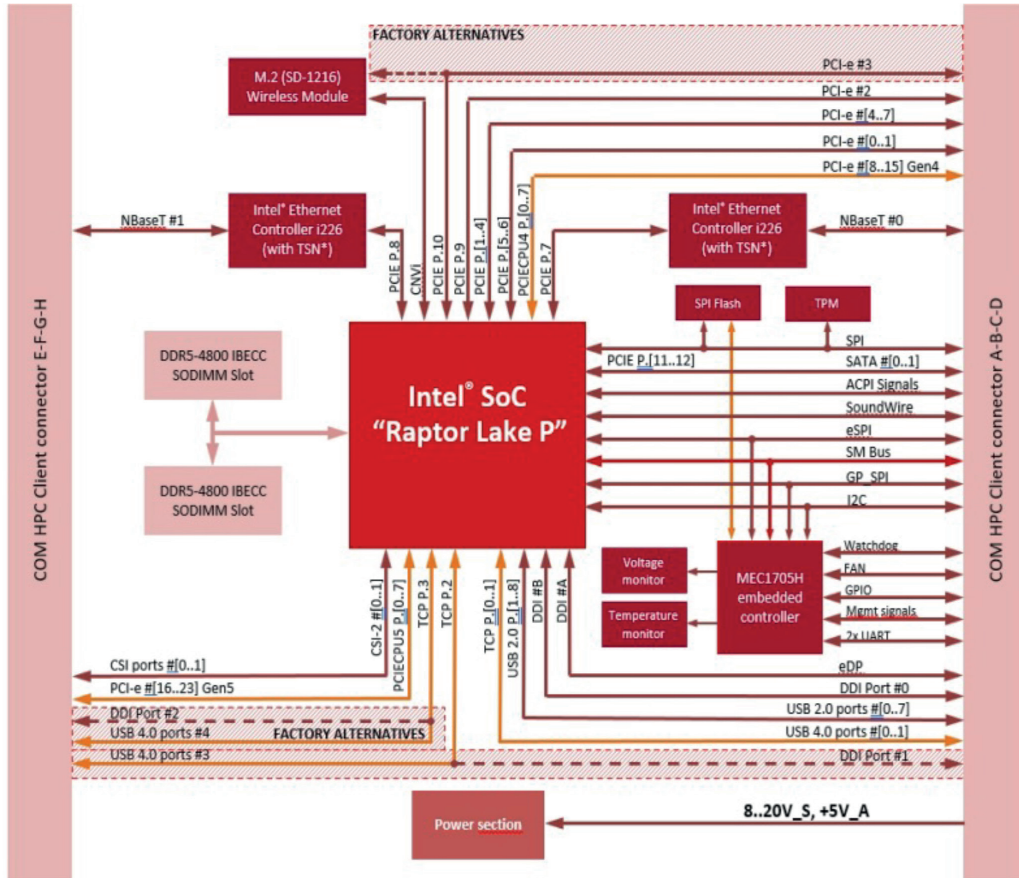 FACTORY ALTERNATIVES
PCI-e #3
M.2 (SD-1216)
Wireless Module
PCI-e #2
PCI-e #[4..7]
PCI-e #[0..1]
PCI-e #[8..15] Gen4
NBaseT #1
Intel® Ethernet
Controller i226
(with TSN*)
PCIE P.8
CNVi
PCIE P.10
PCIE P.9
PCIE P.[1..4]
PCIE P.[5..6]
PCIECPU4 P.[0..7]
PCIE P.7
Intel® Ethernet
Controller i226
(with TSN*)
NBaseT #0
COM HPC Client connector E-F-G-H
COM HPC Client connector A-B-C-D
SPI Flash
TPM
DDR5-4800 IBECC
SODIMM Slot
DDR5-4800 IBECC
SODIMM Slot
Intel® SoC
“Raptor Lake P”
SPI
PCIE P.[11..12]
SATA #[0..1]
ACPI Signals
SoundWire
eSPI
SM Bus
GP_SPI
I2C
Voltage
monitor
Temperature
monitor
MEC1705H
embedded
controller
Watchdog
FAN
GPIO
Mgmt signals
2x UART
CSI-2 #[0..1]
PCIECPU5 P.[0..7]
TCP P.3
TCP P.2
TCP P.[0..1]
USB 2.0 P.[1..8]
DDI #B
DDI #A
CSI ports #[0..1]
PCI-e #[16..23] Gen5
DDI Port #2
USB 4.0 ports #4
FACTORY ALTERNATIVES
USB 4.0 ports #3
eDP
DDI Port #0
USB 2.0 ports #[0..7]
USB 4.0 ports #[0..1]
DDI Port #1
Power section
8..20V_S, +5V_A